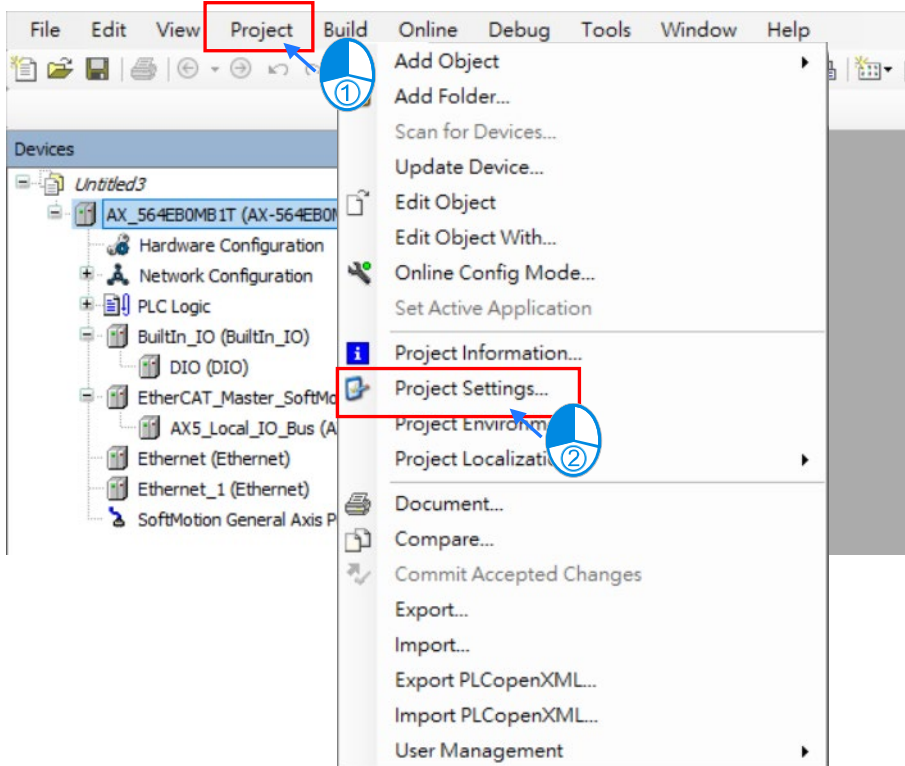 File Edit View Project Build Online Debug Tools Window Help
①
Devices
Untitled3
AX_564EB0MB1T (AX-564EB0M
Hardware Configuration
Network Configuration
PLC Logic
BuiltIn_IO (BuiltIn_IO)
DIO (DIO)
EtherCAT_Master_SoftMo
AX5_Local_IO_Bus (A
Ethernet (Ethernet)
Ethernet_1 (Ethernet)
SoftMotion General Axis P
Add Object
Add Folder...
Scan for Devices...
Update Device...
Edit Object
Edit Object With...
Online Config Mode...
Set Active Application
Project Information...
Project Settings...
Project Environm
Project Localizatio
②
Document...
Compare...
Commit Accepted Changes
Export...
Import...
Export PLCopenXML...
Import PLCopenXML...
User Management